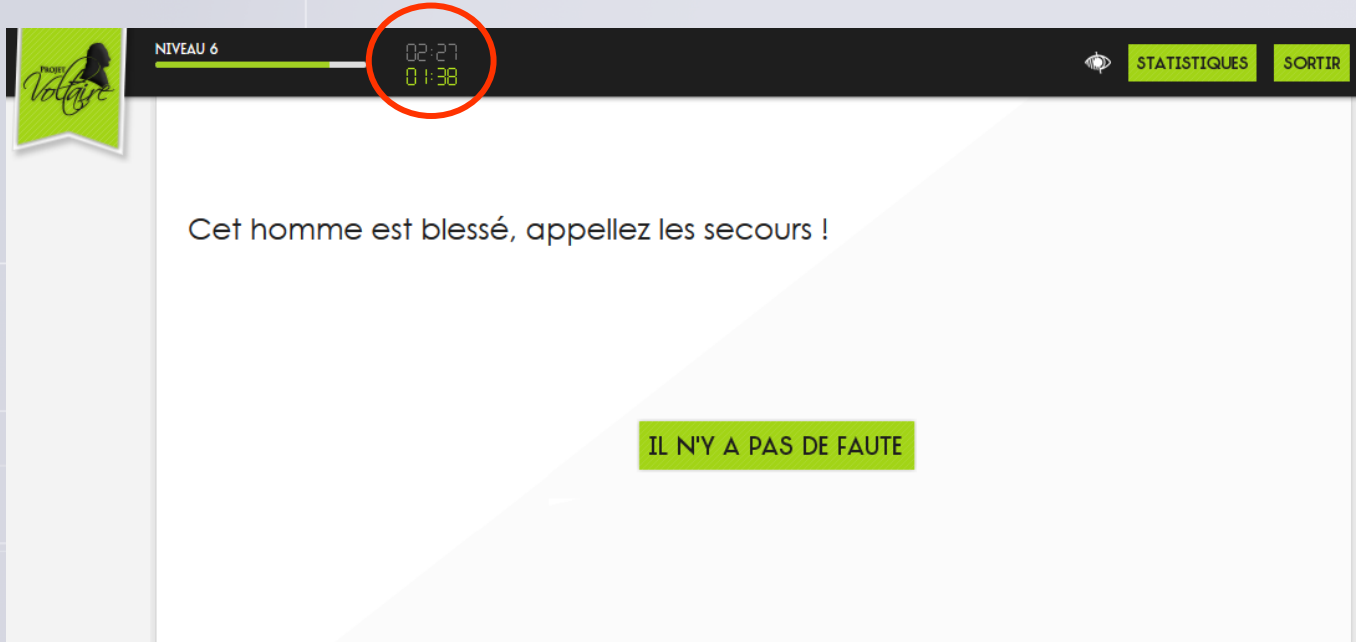 PROJET
Voltaire
NIVEAU 6
02:27
01:38
STATISTIQUES
SORTIR
Cet homme est blessé, appellez les secours !
IL N'Y A PAS DE FAUTE